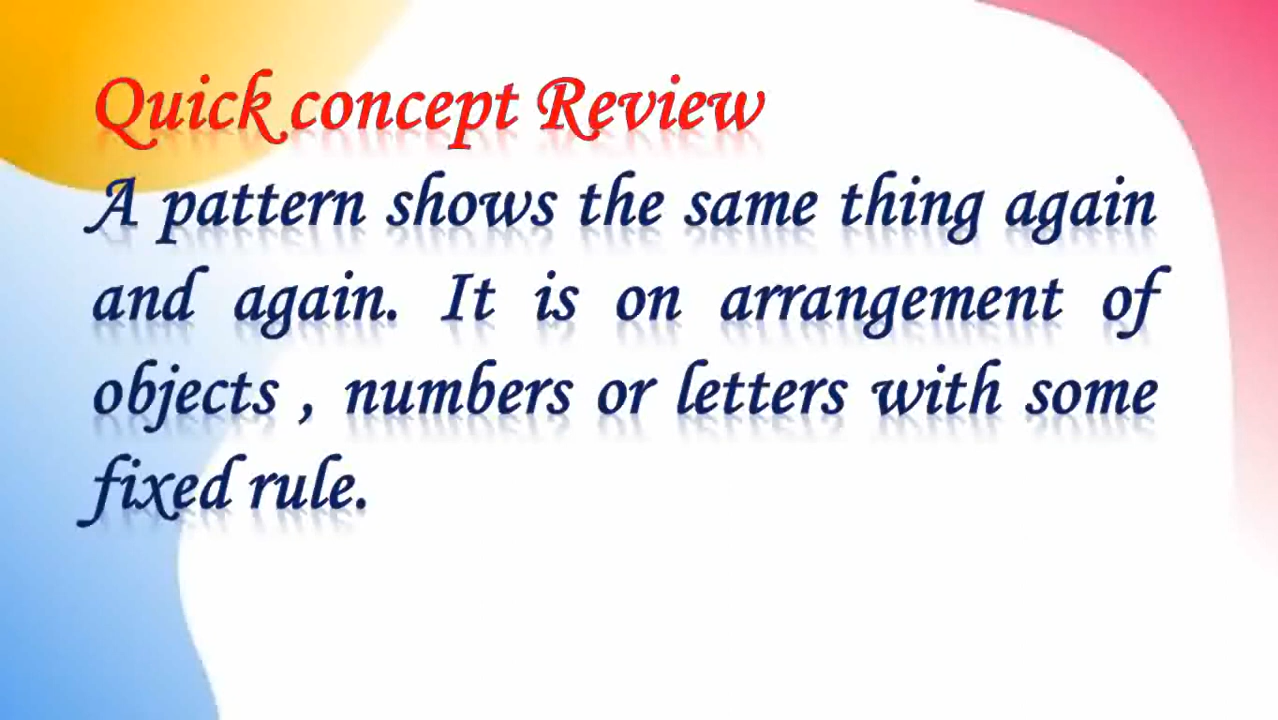 Quick concept Review
A pattern shows the same thing again
and again. It is on arrangement of
objects , numbers or letters with some
fixed rule.